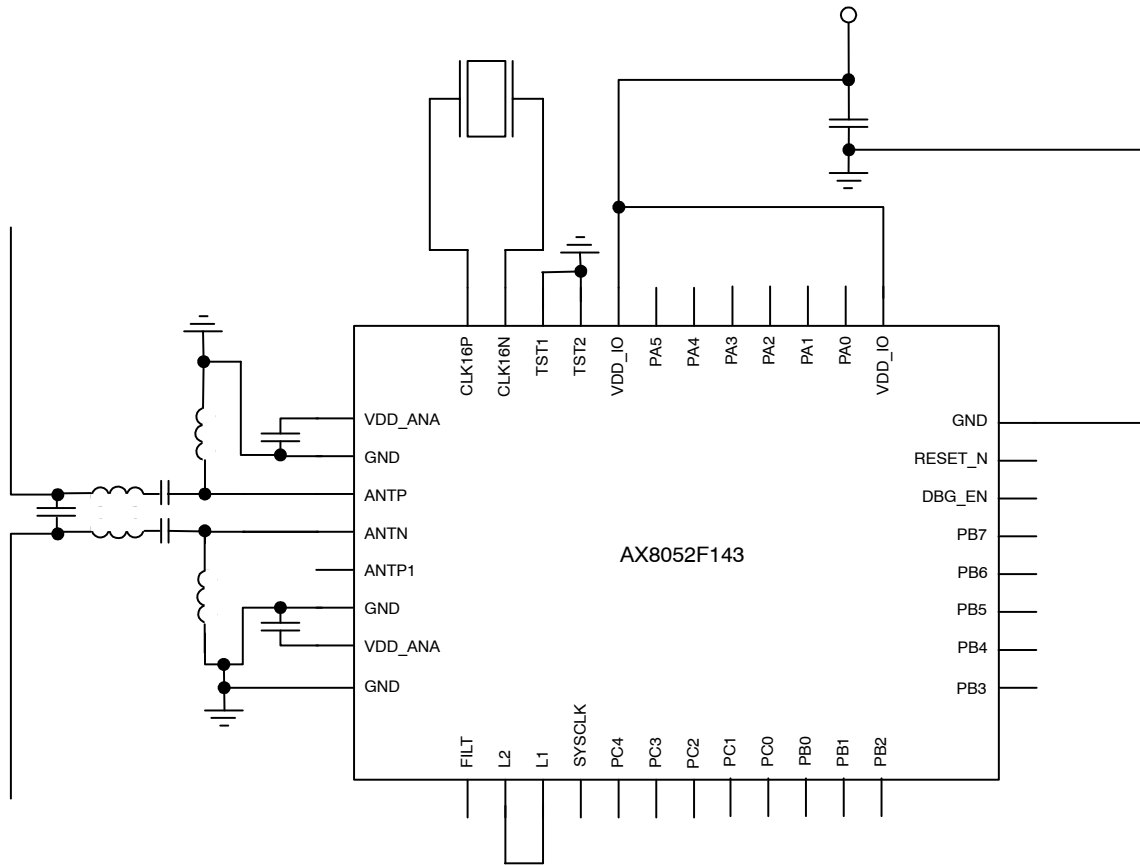 CLK16P
CLK16N
TST1
TST2
VDD_IO
PA5
PA4
PA3
PA2
PA1
PA0
VDD_IO
VDD_ANA
GND
ANTP
ANTN
ANTP1
GND
VDD_ANA
GND
AX8052F143
GND
RESET_N
DBG_EN
PB7
PB6
PB5
PB4
PB3
FILT
L2
L1
SYSCLK
PC4
PC3
PC2
PC1
PC0
PB0
PB1
PB2